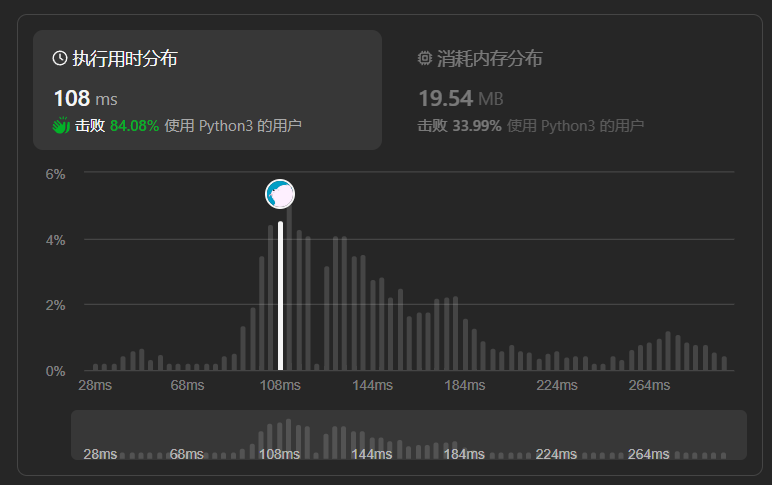 执行用时分布
108 ms
击败 84.08% 使用 Python3 的用户
消耗内存分布
19.54 MB
击败 33.99% 使用 Python3 的用户
6%
4%
2%
0%
28ms 68ms 108ms 144ms 184ms 224ms 264ms
28ms 68ms 108ms 144ms 184ms 224ms 264ms